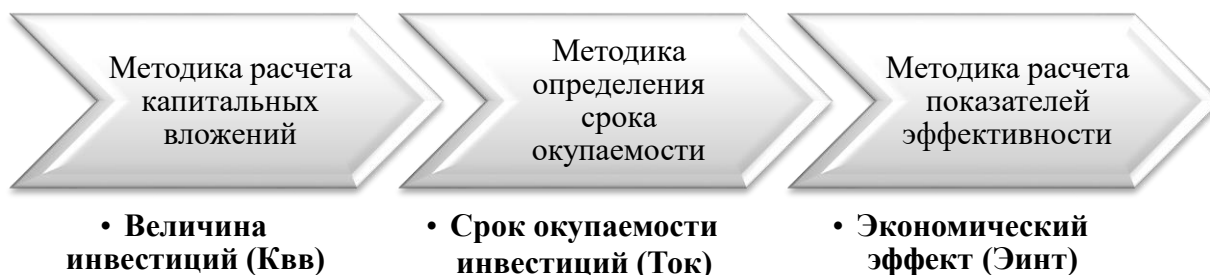 Методика расчета
капитальных
вложений
• Величина
инвестиций (Квв)
Методика
определения
срока
окупаемости
• Срок окупаемости
инвестиций (Ток)
Методика расчета
показателей
эффективности
• Экономический
эффект (Эинт)